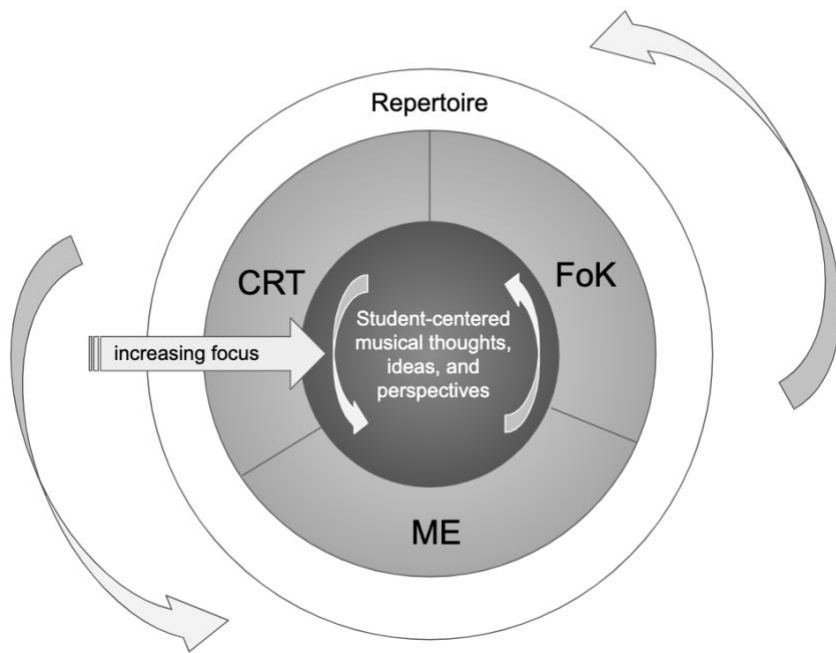 Repertoire
CRT
FoK
increasing focus
Student-centered
musical thoughts,
ideas, and
perspectives
ME